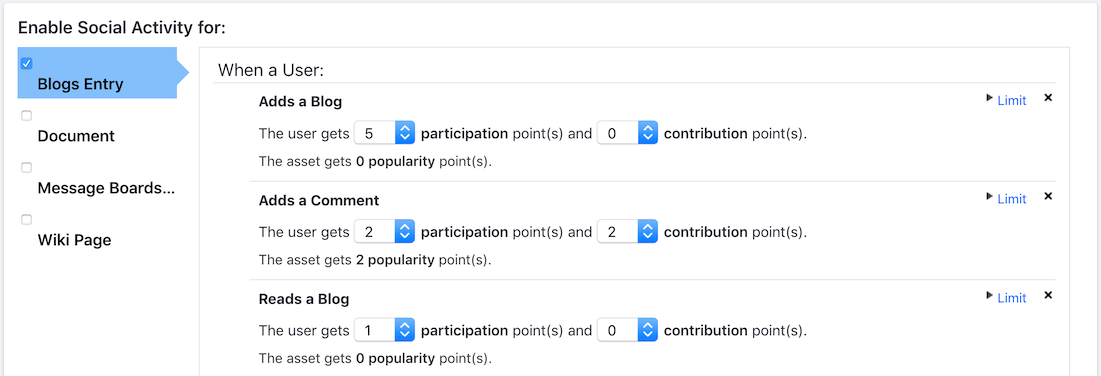 Enable Social Activity for:
Blogs Entry
Document
Message Boards...
Wiki Page
When a User:
Adds a Blog
Limit
The user gets 5 participation point(s) and 0 contribution point(s).
The asset gets 0 popularity point(s).
Adds a Comment
Limit
The user gets 2 participation point(s) and 2 contribution point(s).
The asset gets 2 popularity point(s).
Reads a Blog
Limit
The user gets 1 participation point(s) and 0 contribution point(s).
The asset gets 0 popularity point(s).